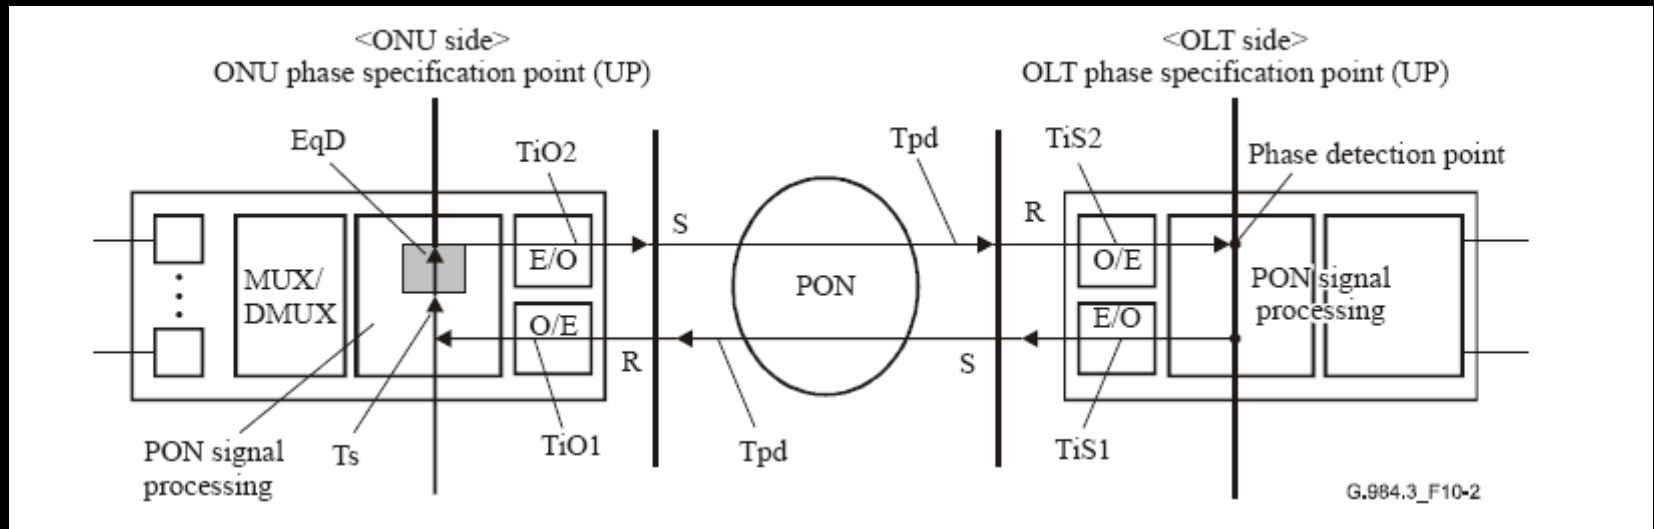 <ONU side>
ONU phase specification point (UP)
<OLT side>
OLT phase specification point (UP)
EqD
TiO2
Tpd
TiS2
Phase detection point
S
R
MUX/
DMUX
E/O
O/E
PON
O/E
E/O
PON signal
processing
R
S
PON signal
processing
Ts
TiO1
Tpd
TiS1
G.984.3_F10-2